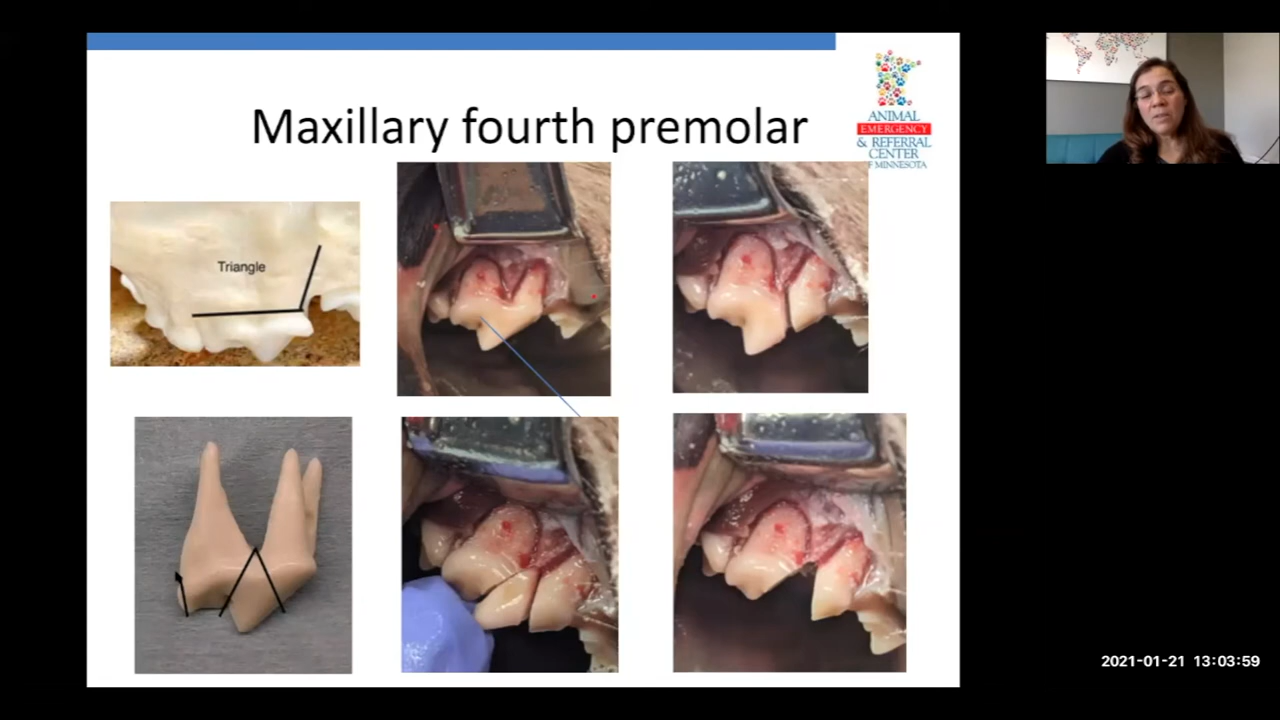 Maxillary fourth premolar
ANIMAL
EMERGENCY
& REFERRAL
CENTER
OF MINNESOTA
Triangle
2021-01-21 13:03:59